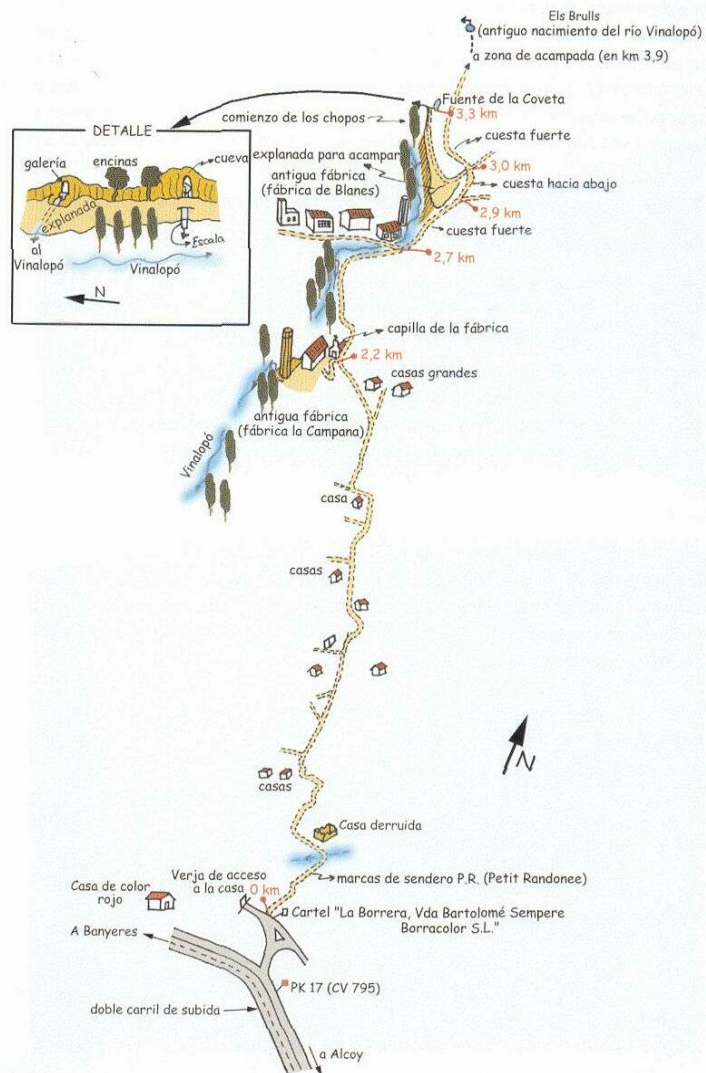 Els Brulls
(antiguo nacimiento del río Vinalopó)
a zona de acampada (en km 3,9)
Fuente de la Coveta
3,3 km
comienzo de los chopos
cuesta fuerte
explanada para acampar
3,0 km
antigua fábrica
(fábrica de Blanes)
cuesta hacia abajo
2,9 km
cuesta fuerte
2,7 km
DETALLE
galería
encinas
cueva
explanada
al
Vinalopó
Escala
Vinalopó
N
capilla de la fábrica
2,2 km
casas grandes
antigua fábrica
(fábrica la Campana)
Vinalopó
casa
casas
N
casas
Casa derruida
marcas de sendero P.R. (Petit Randonee)
Verja de acceso
a la casa
0 km
Casa de color
rojo
Cartel "La Borrera, Vda Bartolomé Sempere
Borracolor S.L."
A Banyeres
PK 17 (CV 795)
doble carril de subida
a Alcoy